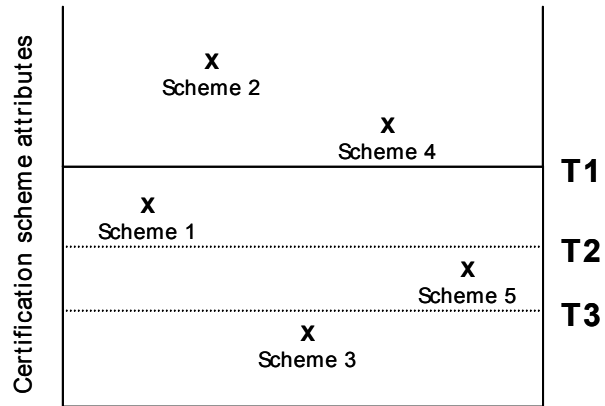 Certification scheme attributes
X
Scheme 2
X
Scheme 4
T1
X
Scheme 1
T2
X
Scheme 5
T3
X
Scheme 3